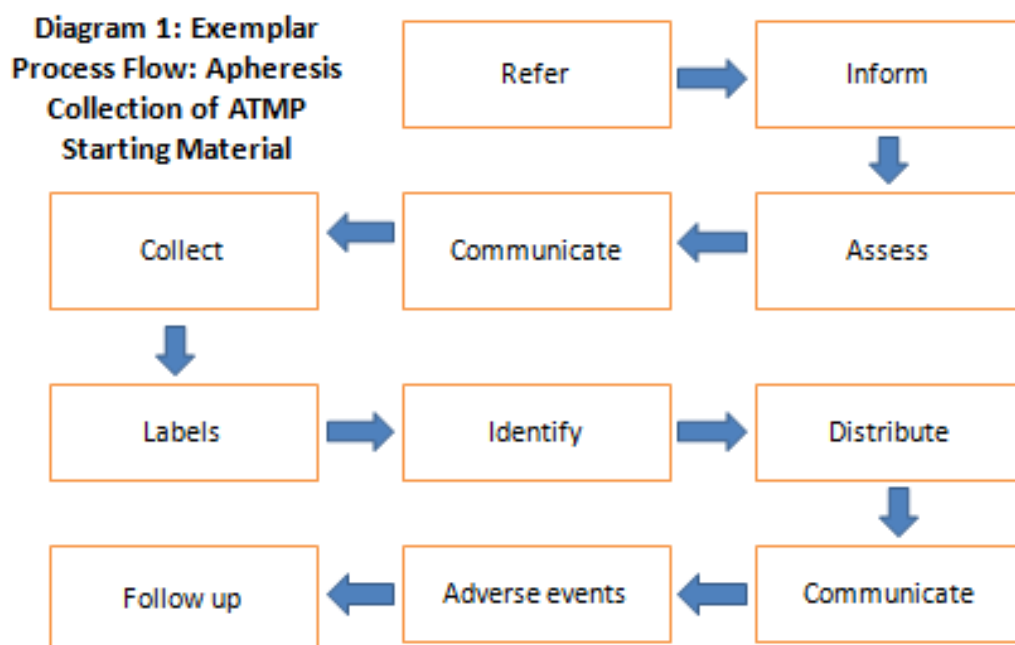 Diagram 1: Exemplar
Process Flow: Apheresis
Collection of ATMP
Starting Material
Refer
Inform
Assess
Communicate
Collect
Labels
Identify
Distribute
Communicate
Adverse events
Follow up